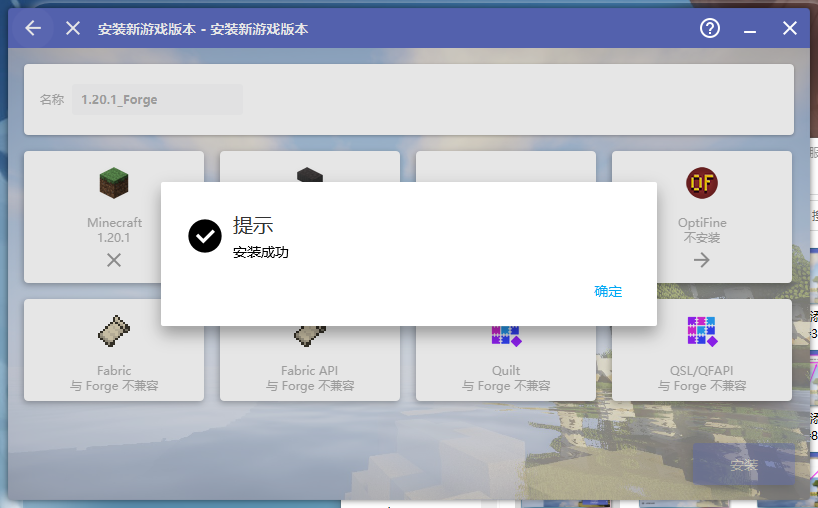 安装新游戏版本 - 安装新游戏版本
名称
1.20.1_Forge
Minecraft
1.20.1
OptiFine
不安装
提示
安装成功
确定
Fabric
与 Forge 不兼容
Fabric API
与 Forge 不兼容
Quilt
与 Forge 不兼容
QSL/QFAPI
与 Forge 不兼容
安装